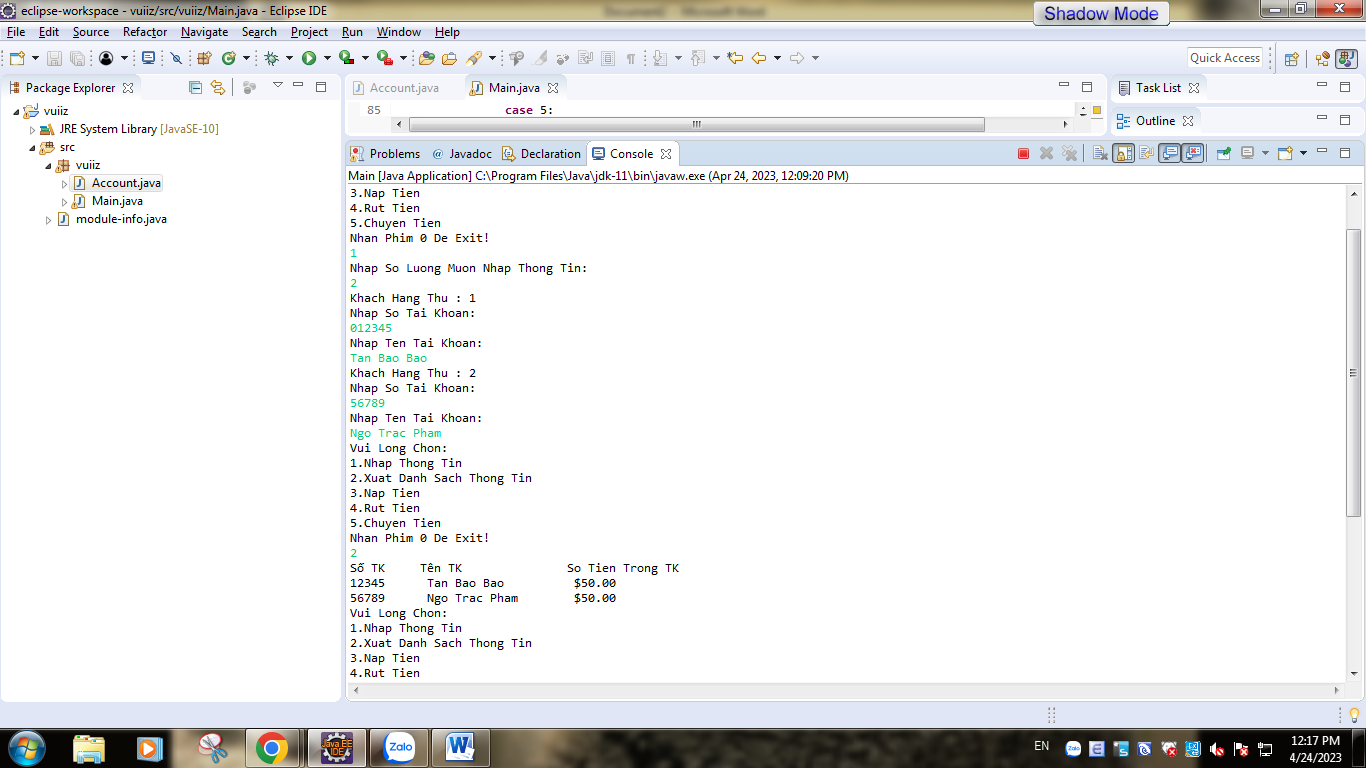 eclipse-workspace - vuiiz/src/vuiiz/Main.java - Eclipse IDE
Shadow Mode
File Edit Source Refactor Navigate Search Project Run Window Help
Quick Access
Package Explorer
Account.java
Main.java
Task List
vuiiz
85 case 5:
JRE System Library [JavaSE-10]
Outline
src
Problems
Javadoc
Declaration
Console
vuiiz
Main [Java Application] C:\Program Files\Java\jdk-11\bin\javaw.exe (Apr 24, 2023, 12:09:20 PM)
Account.java
Main.java
module-info.java
3.Nap Tien
4.Rut Tien
5.Chuyen Tien
Nhan Phim 0 De Exit!
1
Nhap So Luong Muon Nhap Thong Tin:
2
Khach Hang Thu : 1
Nhap So Tai Khoan:
012345
Nhap Ten Tai Khoan:
Tan Bao Bao
Khach Hang Thu : 2
Nhap So Tai Khoan:
56789
Nhap Ten Tai Khoan:
Ngo Trac Pham
Vui Long Chon:
1.Nhap Thong Tin
2.Xuat Danh Sach Thong Tin
3.Nap Tien
4.Rut Tien
5.Chuyen Tien
Nhan Phim 0 De Exit!
2
Số TK Tên TK So Tien Trong TK
12345 Tan Bao Bao $50.00
56789 Ngo Trac Pham $50.00
Vui Long Chon:
1.Nhap Thong Tin
2.Xuat Danh Sach Thong Tin
3.Nap Tien
4.Rut Tien
Java EE
IDE
Zalo
EN
12:17 PM
4/24/2023